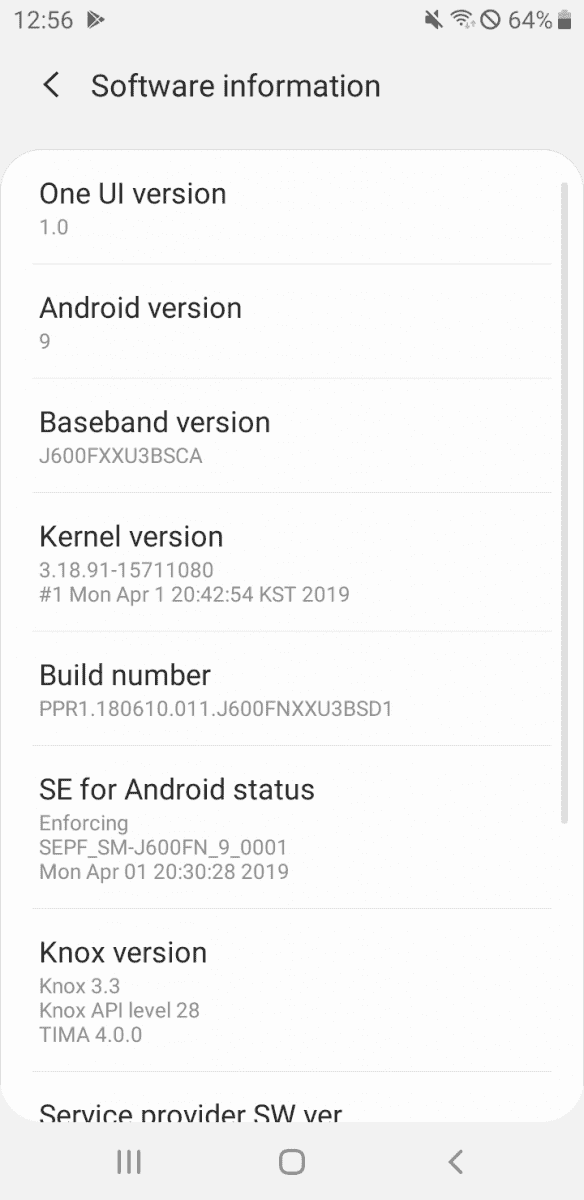 12:56 64%
Software information
One UI version
1.0
Android version
9
Baseband version
J600FXXU3BSCA
Kernel version
3.18.91-15711080
#1 Mon Apr 1 20:42:54 KST 2019
Build number
PPR1.180610.011.J600FNXXU3BSD1
SE for Android status
Enforcing
SEPF_SM-J600FN_9_0001
Mon Apr 01 20:30:28 2019
Knox version
Knox 3.3
Knox API level 28
TIMA 4.0.0
Service provider SW ver